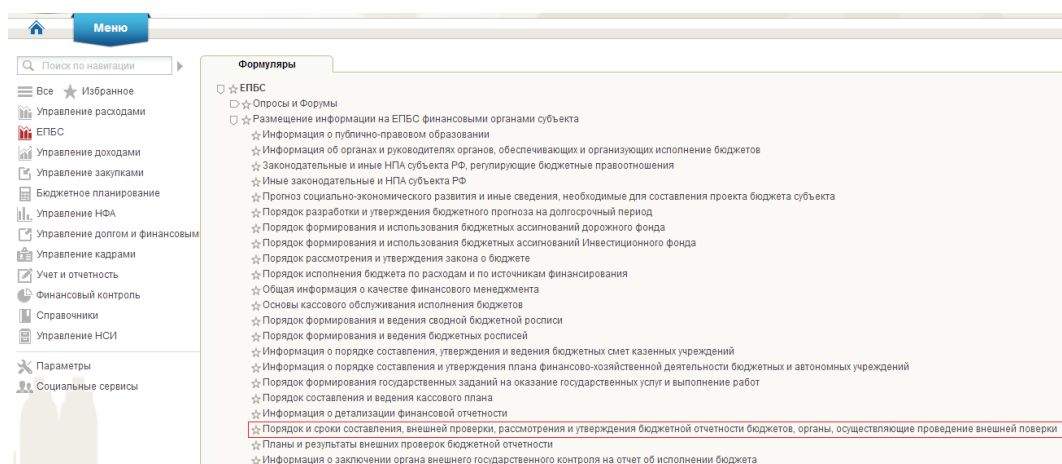 Меню
Поиск по навигации
Все Избранное
Управление расходами
ЕПБС
Управление доходами
Управление закупками
Бюджетное планирование
Управление НФА
Управление долгом и финансовым
Управление кадрами
Учет и отчетность
Финансовый контроль
Справочники
Управление НСИ
Параметры
Социальные сервисы
Формуляры
ЕПБС
Опросы и Форумы
Размещение информации на ЕПБС финансовыми органами субъекта
Информация о публично-правовом образовании
Информация об органах и руководителях органов, обеспечивающих и организующих исполнение бюджетов
Законодательные и иные НПА субъекта РФ, регулирующие бюджетные правоотношения
Иные законодательные и НПА субъекта РФ
Прогноз социально-экономического развития и иные сведения, необходимые для составления проекта бюджета субъекта
Порядок разработки и утверждения бюджетного прогноза на долгосрочный период
Порядок формирования и использования бюджетных ассигнований дорожного фонда
Порядок формирования и использования бюджетных ассигнований Инвестиционного фонда
Порядок рассмотрения и утверждения закона о бюджете
Порядок исполнения бюджета по расходам и по источникам финансирования
Общая информация о качестве финансового менеджмента
Основы кассового обслуживания исполнения бюджетов
Порядок формирования и ведения сводной бюджетной росписи
Порядок формирования и ведения бюджетных росписей
Информация о порядке составления, утверждения и ведения бюджетных смет казенных учреждений
Информация о порядке составления и утверждения плана финансово-хозяйственной деятельности бюджетных и автономных учреждений
Порядок формирования государственных заданий на оказание государственных услуг и выполнение работ
Порядок составления и ведения кассового плана
Информация о детализации финансовой отчетности
Порядок и сроки составления, внешней проверки, рассмотрения и утверждения бюджетной отчетности бюджетов, органы, осуществляющие проведение внешней поверки
Планы и результаты внешних проверок бюджетной отчетности
Информация о заключении органа внешнего государственного контроля на отчет об исполнении бюджета